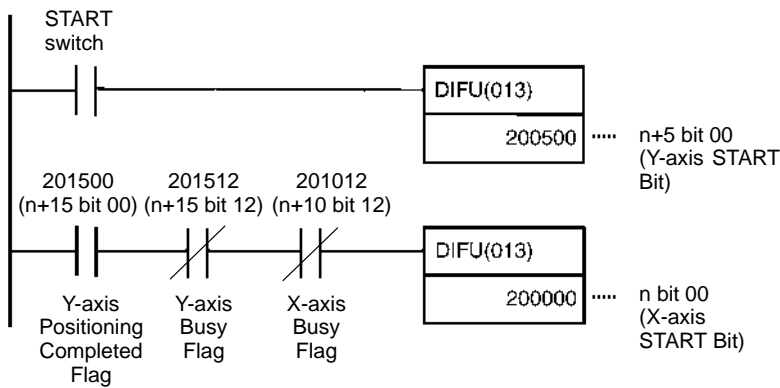 START
switch
DIFU(013)
200500 ····· n+5 bit 00
(Y-axis START
Bit)
201500 201512 201012
(n+15 bit 00) (n+15 bit 12) (n+10 bit 12)
DIFU(013)
200000 ····· n bit 00
(X-axis
START Bit)
Y-axis Y-axis X-axis
Positioning Busy Busy
Completed Flag Flag
Flag